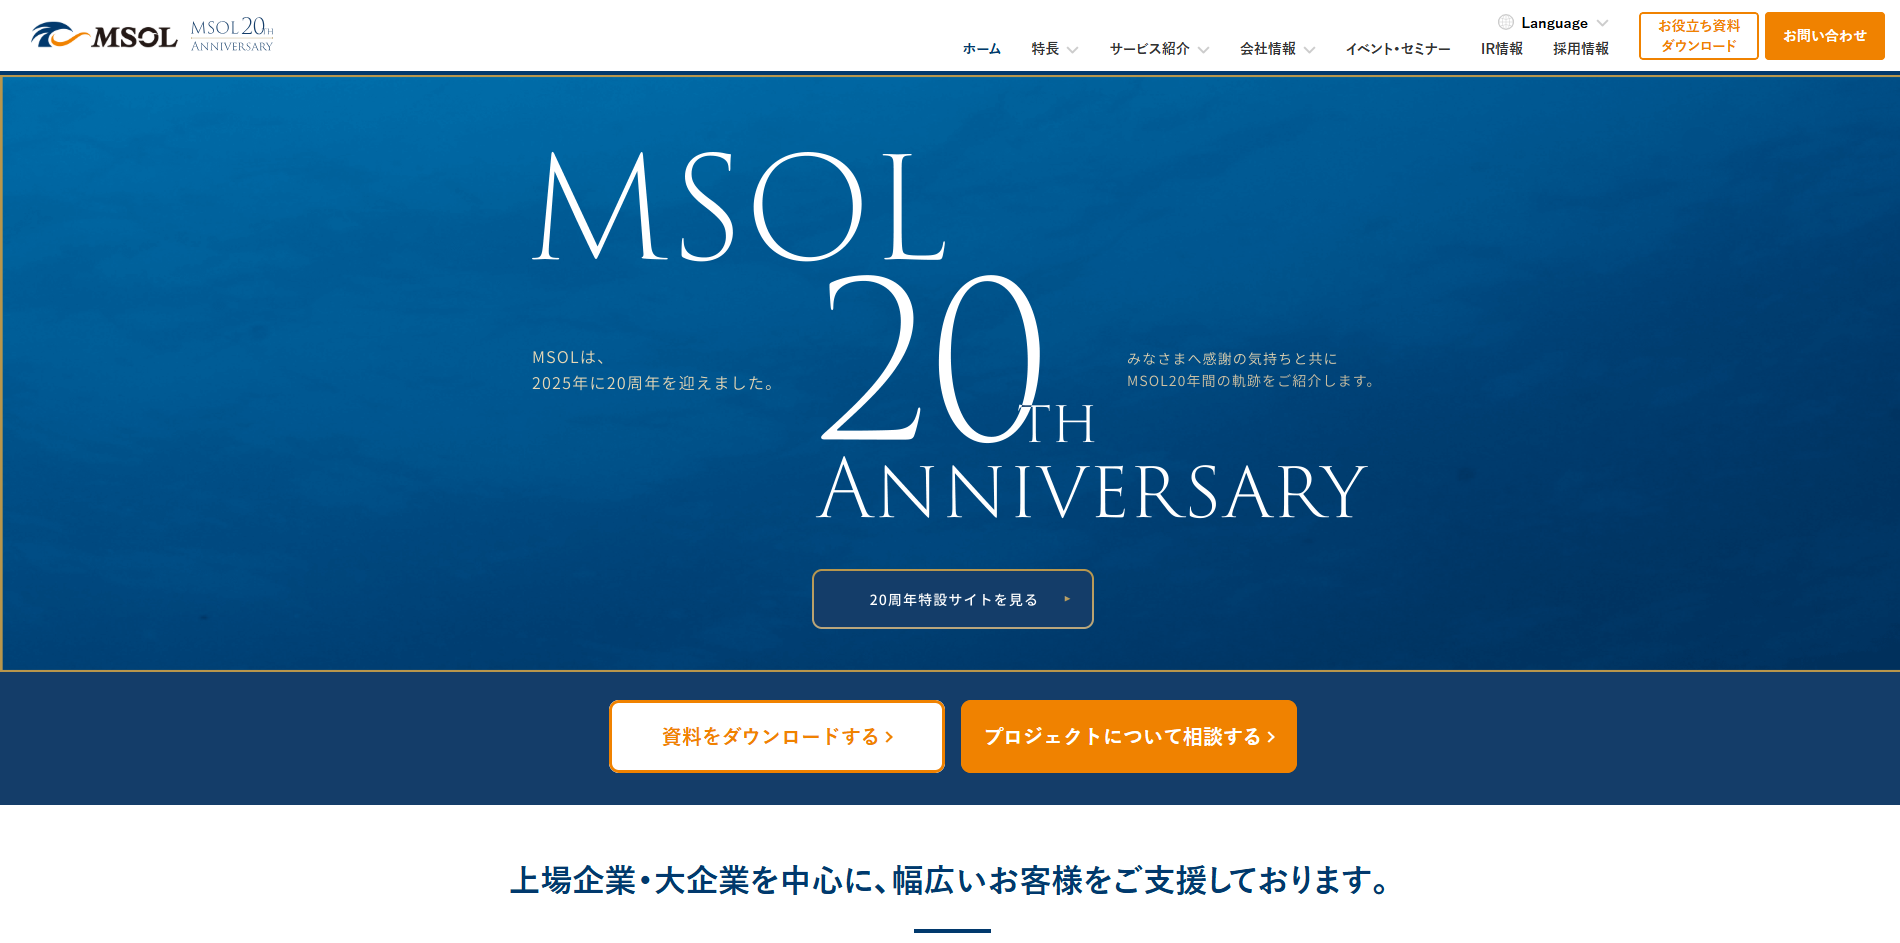 MSOL
MSOL 20TH
ANNIVERSARY
Language
ホーム
特長
サービス紹介
会社情報
イベント・セミナー
IR情報
採用情報
お役立ち資料
ダウンロード
お問い合わせ
MSOL
20TH
ANNIVERSARY
MSOLは、
2025年に20周年を迎えました。
みなさまへ感謝の気持ちと共に
MSOL20年間の軌跡をご紹介します。
20周年特設サイトを見る
資料をダウンロードする
プロジェクトについて相談する
上場企業・大企業を中心に、幅広いお客様をご支援しております。